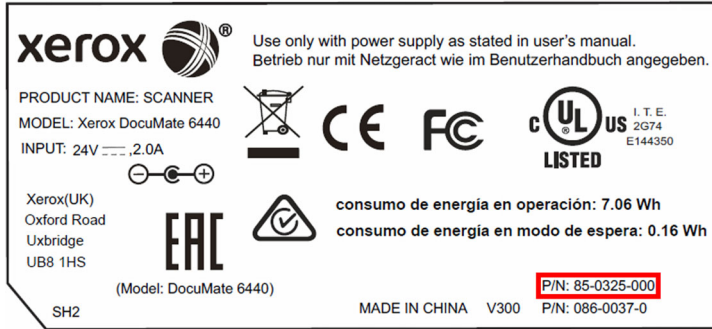 xerox ®
Use only with power supply as stated in user's manual.
Betrieb nur mit Netzgeract wie im Benutzerhandbuch angegeben.
PRODUCT NAME: SCANNER
MODEL: Xerox DocuMate 6440
INPUT: 24V ⎓ ,2.0A
CE
FC
C UL ® US
LISTED
I. T. E.
2G74
E144350
Xerox(UK)
Oxford Road
Uxbridge
UB8 1HS
EAC
consumo de energía en operación: 7.06 Wh
consumo de energía en modo de espera: 0.16 Wh
(Model: DocuMate 6440)
P/N: 85-0325-000
SH2
MADE IN CHINA V300 P/N: 086-0037-0